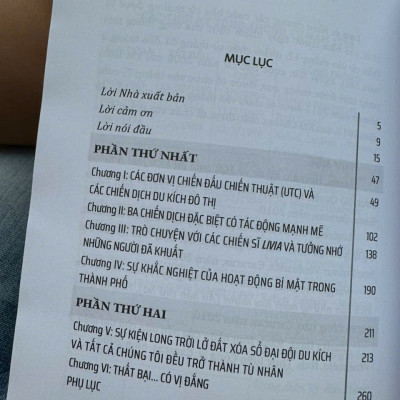 MỤC LỤC
Lời Nhà xuất bản 5
Lời cảm ơn 9
Lời nói đầu 15
PHẦN THỨ NHẤT 47
Chương I: CÁC ĐƠN VỊ CHIẾN ĐẤU CHIẾN THUẬT (UTC) VÀ
CÁC CHIẾN DỊCH DU KÍCH ĐÔ THỊ 49
Chương II: BA CHIẾN DỊCH ĐẶC BIỆT CÓ TÁC ĐỘNG MẠNH MẼ 102
Chương III: TRÒ CHUYỆN VỚI CÁC CHIẾN SĨ LIVIA VÀ TƯỞNG NHỚ
NHỮNG NGƯỜI ĐÃ KHUẤT 138
Chương IV: SỰ KHẮC NGHIỆT CỦA HOẠT ĐỘNG BÍ MẬT TRONG
THÀNH PHỐ 190
PHẦN THỨ HAI 211
Chương V: SỰ KIỆN LONG TRỜI LỞ ĐẤT XÓA SỔ ĐẠI ĐỘI DU KÍCH
VÀ TẤT CẢ CHÚNG TÔI ĐỀU TRỞ THÀNH TÙ NHÂN 213
Chương VI: THẤT BẠI... CÓ VỊ ĐẮNG 260
PHỤ LỤC